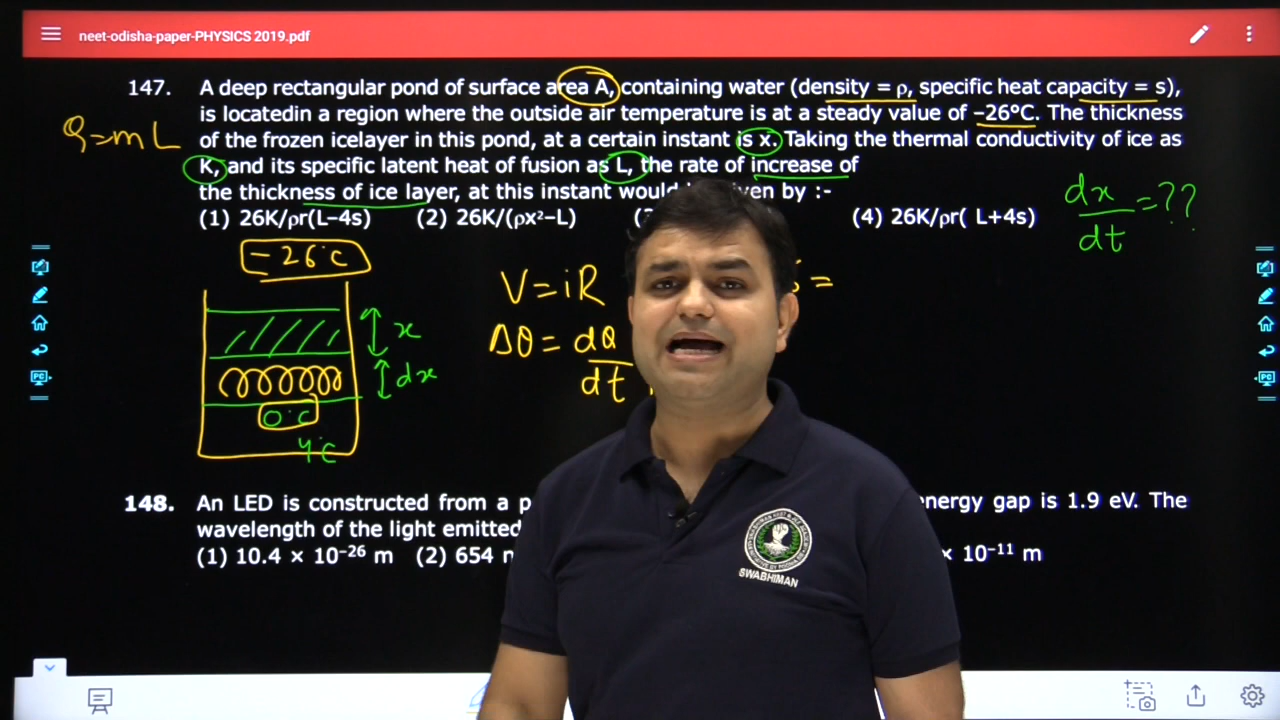 neet-odisha-paper-PHYSICS 2019.pdf
147. A deep rectangular pond of surface area A, containing water (density = ρ, specific heat capacity = s),
is locatedin a region where the outside air temperature is at a steady value of –26°C. The thickness
Q=mL
of the frozen icelayer in this pond, at a certain instant is x. Taking the thermal conductivity of ice as
K, and its specific latent heat of fusion as L, the rate of increase of
the thickness of ice layer, at this instant would given by :-
(1) 26K/ρr(L–4s) (2) 26K/(ρx²–L) (4) 26K/ρr( L+4s)
dx/dt = ??
-26°C
V=iR
=
Δθ = dQ/dt
x
dx
0°C
4°C
148. An LED is constructed from a energy gap is 1.9 eV. The
wavelength of the light emitted
(1) 10.4 × 10⁻²⁶ m (2) 654 × 10⁻¹¹ m
SWABHIMAN
PC
PC